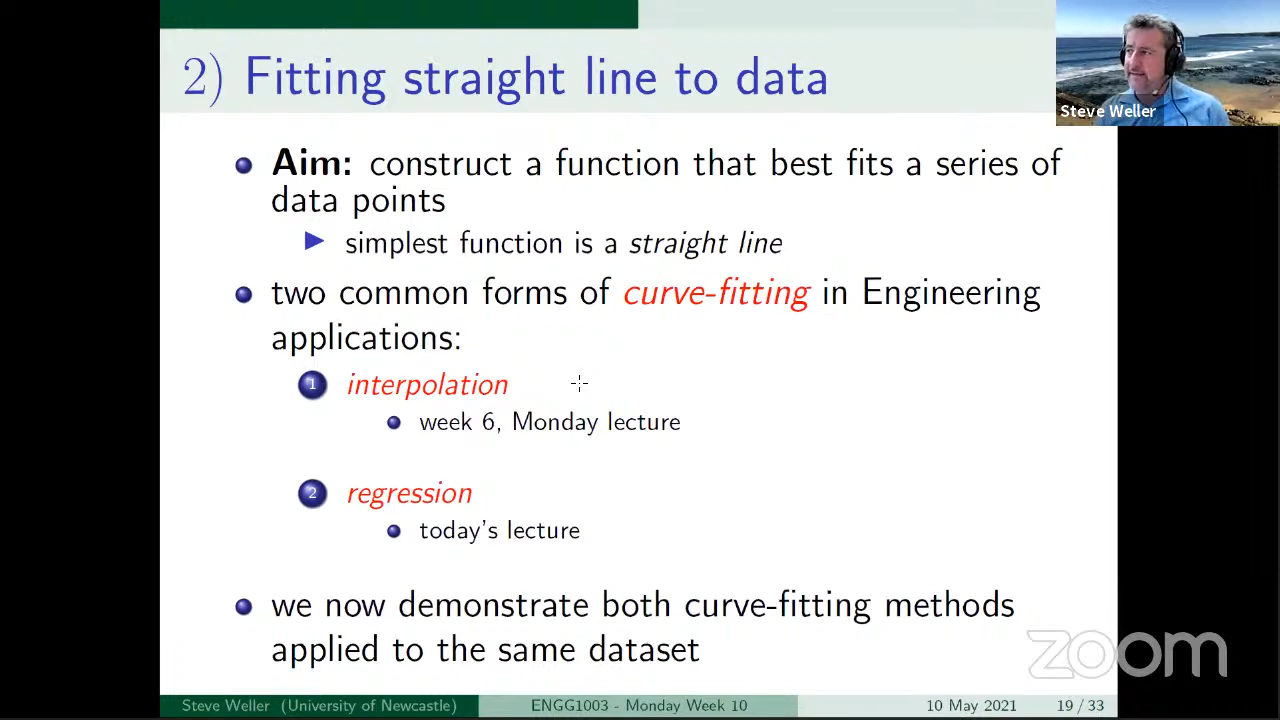 2) Fitting straight line to data
Steve Weller
Aim: construct a function that best fits a series of
data points
simplest function is a straight line
two common forms of curve-fitting in Engineering
applications:
1 interpolation
week 6, Monday lecture
2 regression
today's lecture
we now demonstrate both curve-fitting methods
applied to the same dataset
zoom
Steve Weller (University of Newcastle) ENGG1003 - Monday Week 10 10 May 2021 19 / 33